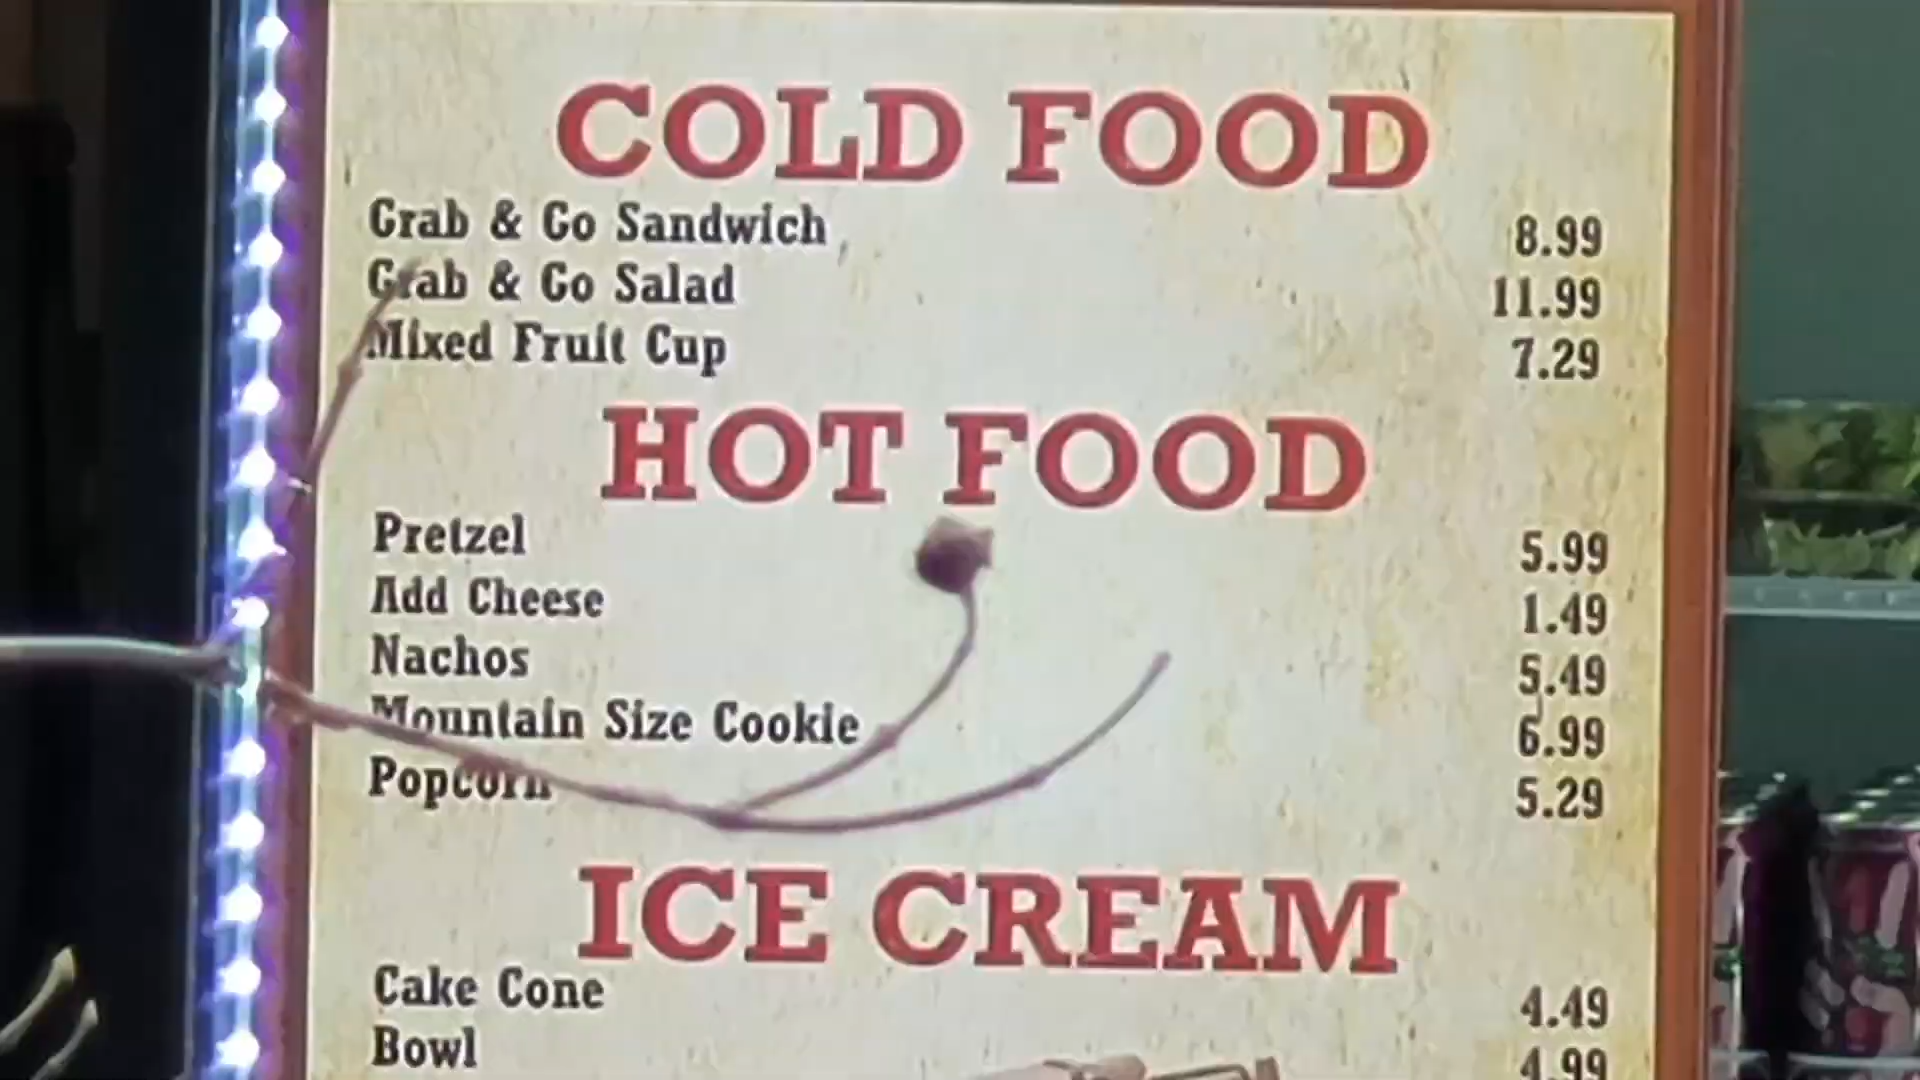 COLD FOOD
Grab & Go Sandwich 8.99
Grab & Go Salad 11.99
Mixed Fruit Cup 7.29
HOT FOOD
Pretzel 5.99
Add Cheese 1.49
Nachos 5.49
Mountain Size Cookie 6.99
Popcorn 5.29
ICE CREAM
Cake Cone 4.49
Bowl 4.99